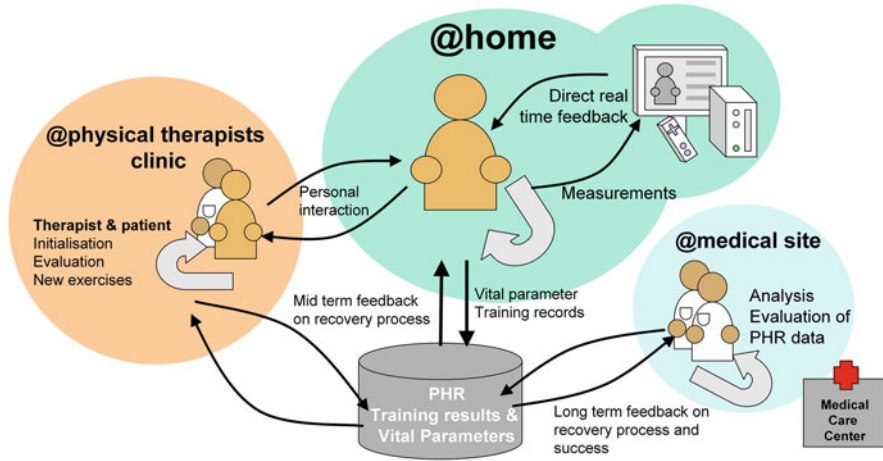 @home
Direct real
time feedback
Measurements
@physical therapists
clinic
Therapist & patient
Initialisation
Evaluation
New exercises
Personal
interaction
@medical site
Analysis
Evaluation of
PHR data
Mid term feedback
on recovery process
Vital parameter
Training records
PHR
Training results &
Vital Parameters
Long term feedback on
recovery process and
success
Medical
Care
Center